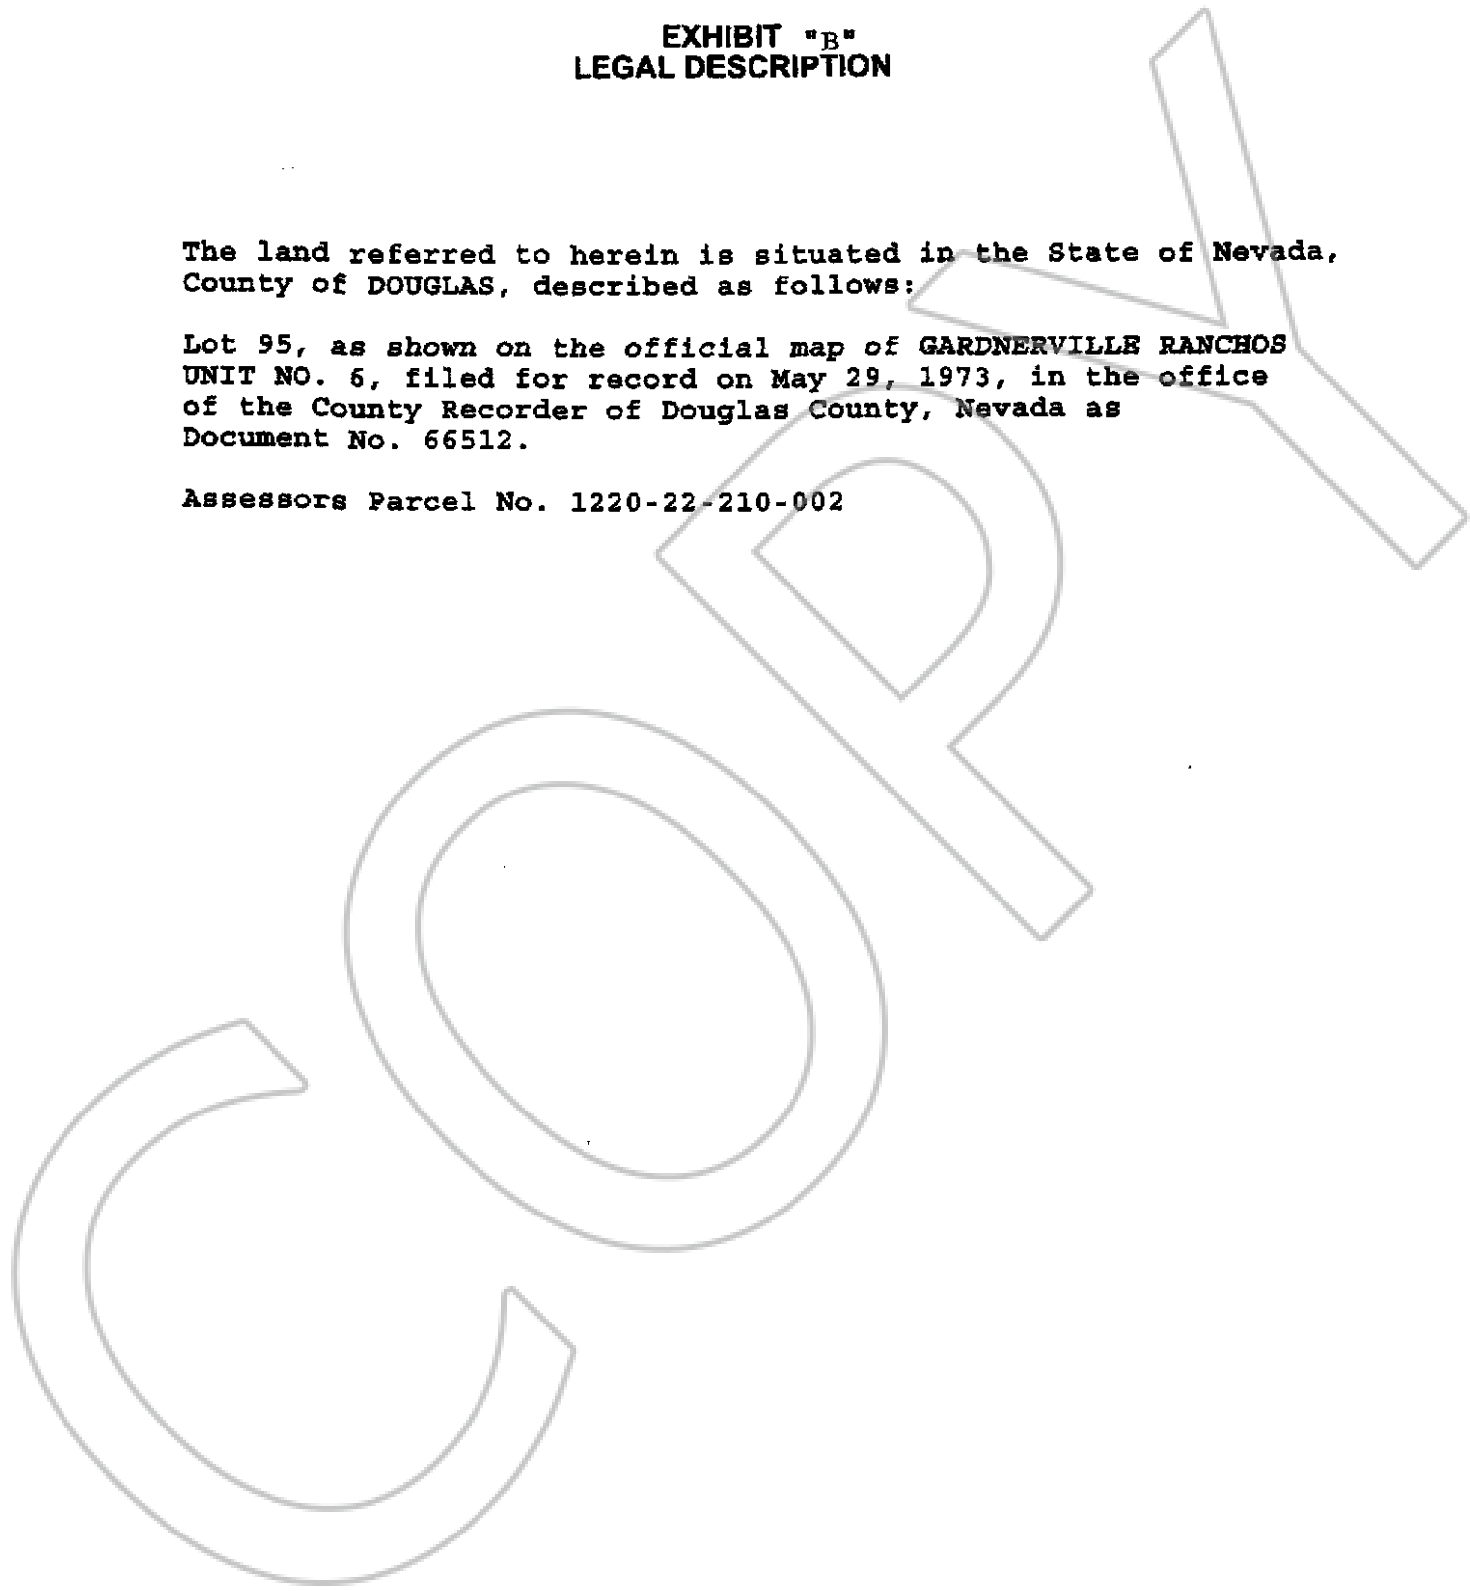 EXHIBIT "B"
LEGAL DESCRIPTION
The land referred to herein is situated in the State of Nevada,
County of DOUGLAS, described as follows:
Lot 95, as shown on the official map of GARDNERVILLE RANCHOS
UNIT NO. 6, filed for record on May 29, 1973, in the office
of the County Recorder of Douglas County, Nevada as
Document No. 66512.
Assessors Parcel No. 1220-22-210-002
COPY